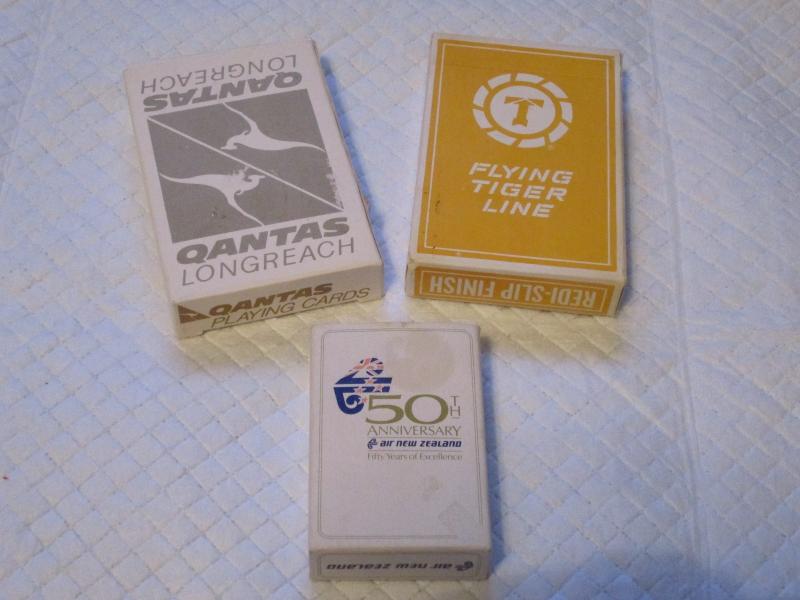 QANTAS
LONGREACH
QANTAS
LONGREACH
QANTAS
PLAYING CARDS
T
FLYING
TIGER
LINE
REDI-SLIP FINISH
50TH
ANNIVERSARY
air new zealand
Fifty Years of Excellence
air new zealand